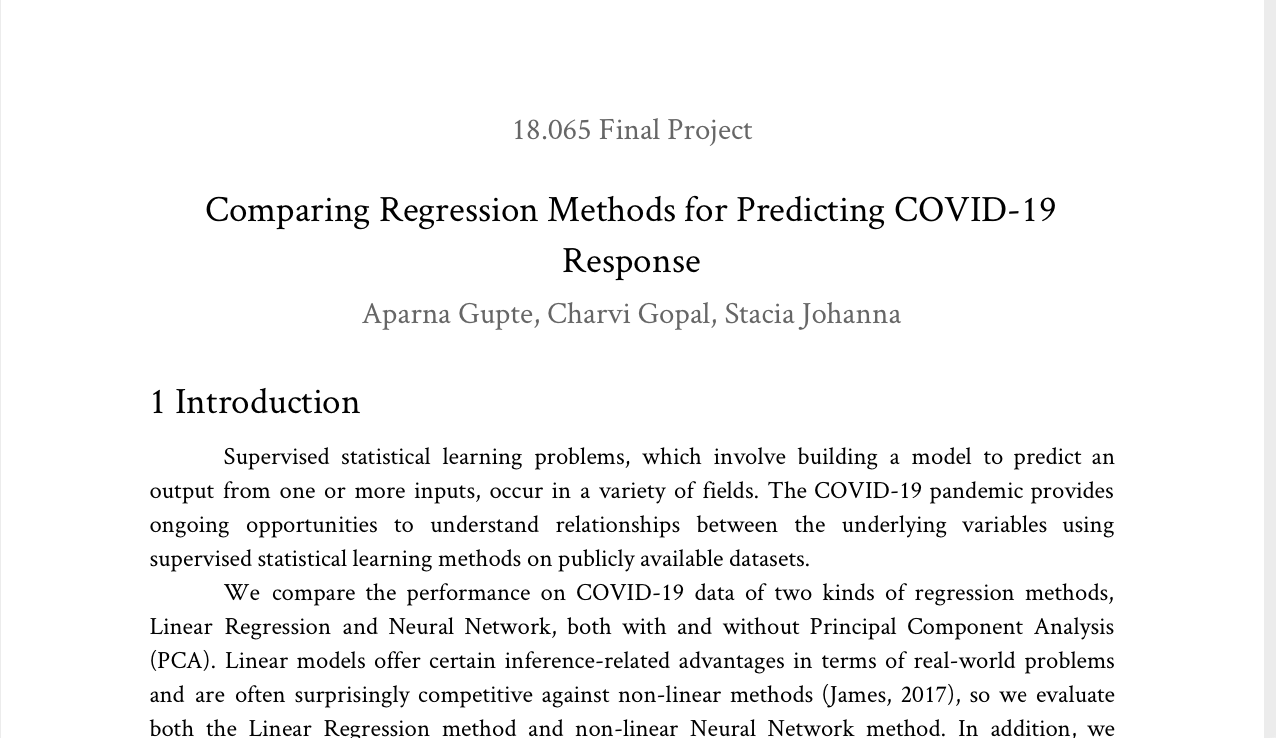 18.065 Final Project
Comparing Regression Methods for Predicting COVID-19
Response
Aparna Gupte, Charvi Gopal, Stacia Johanna
1 Introduction
Supervised statistical learning problems, which involve building a model to predict an
output from one or more inputs, occur in a variety of fields. The COVID-19 pandemic provides
ongoing opportunities to understand relationships between the underlying variables using
supervised statistical learning methods on publicly available datasets.
We compare the performance on COVID-19 data of two kinds of regression methods,
Linear Regression and Neural Network, both with and without Principal Component Analysis
(PCA). Linear models offer certain inference-related advantages in terms of real-world problems
and are often surprisingly competitive against non-linear methods (James, 2017), so we evaluate
both the Linear Regression method and non-linear Neural Network method. In addition, we